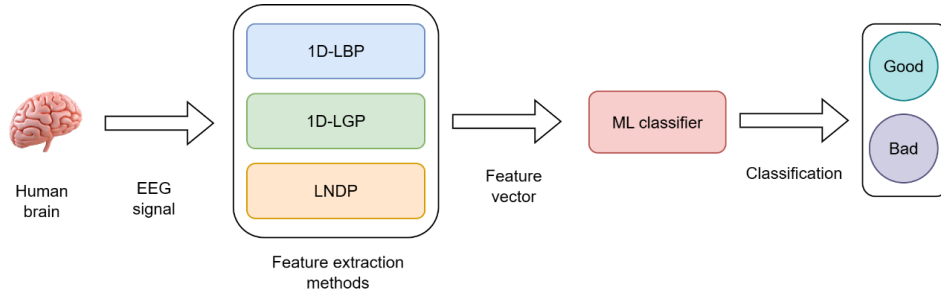 Human
brain
EEG
signal
1D-LBP
1D-LGP
LNDP
Feature extraction
methods
Feature
vector
ML classifier
Classification
Good
Bad